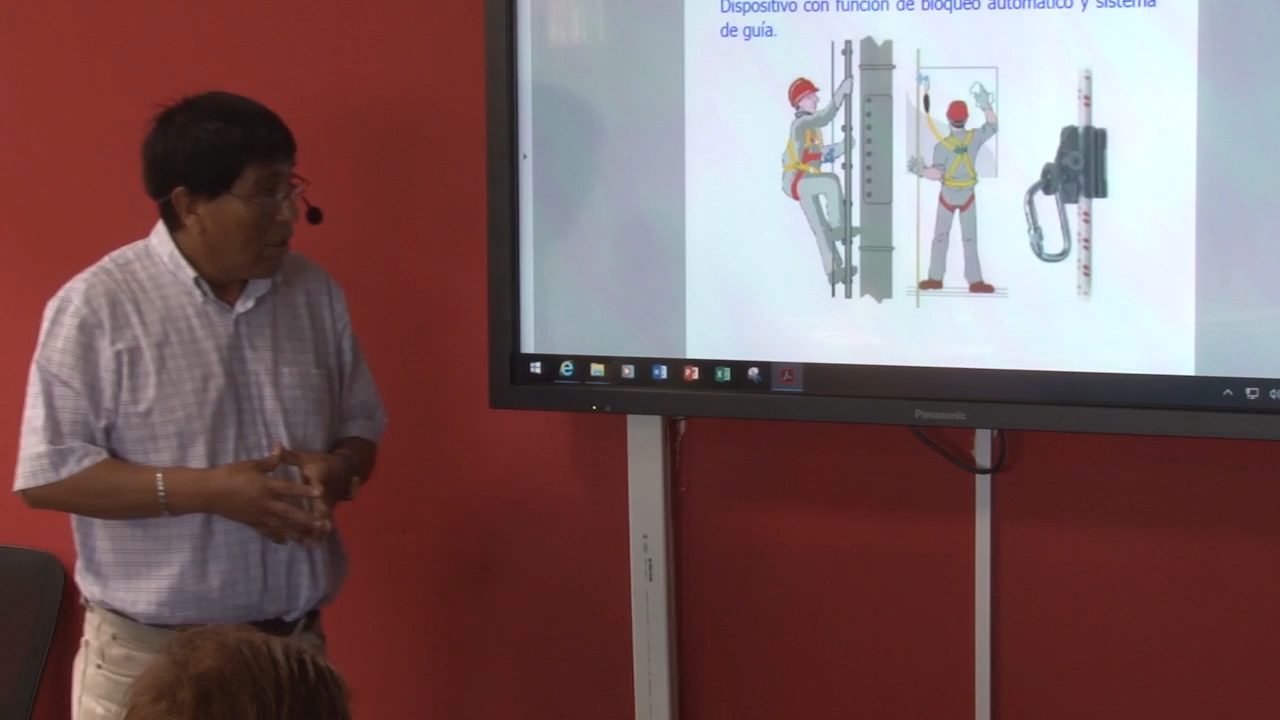 Dispositivo con función de bloqueo automático y sistema
de guía.
Panasonic